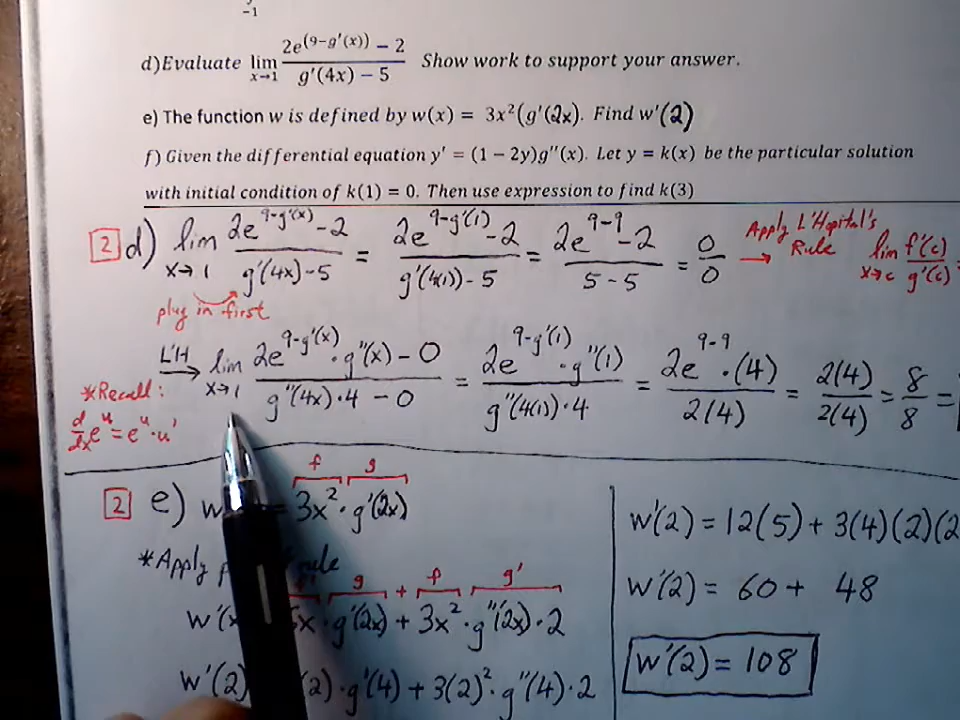 -1
d)Evaluate lim x→1 2e^(9−g′(x)) − 2 / g′(4x) − 5 Show work to support your answer.
e) The function w is defined by w(x) = 3x²(g′(2x). Find w′(2)
f) Given the differential equation y′ = (1 − 2y)g″(x). Let y = k(x) be the particular solution
with initial condition of k(1) = 0. Then use expression to find k(3)
2 d) lim x→1 2e^9-g′(x) -2 / g′(4x)-5 = 2e^9-g′(1) -2 / g′(4(1))-5 = 2e^9-9 -2 / 5-5 = 0/0 → Apply L'Hopital's Rule lim x→c f′(c)/g′(c) =
plug in first
L'H → lim x→1 2e^9-g′(x) · g″(x) - 0 / g″(4x)·4 - 0 = 2e^9-g′(1) · g″(1) / g″(4(1))·4 = 2e^9-9 · (4) / 2(4) = 2(4)/2(4) = 8/8 =
*Recall:
d/dx e^u = e^u · u′
f g
2 e) w = 3x² · g′(2x)
*Apply rule
g + f g′
w′(x · g′(2x) + 3x² · g″(2x) · 2
w′(2) 2) · g′(4) + 3(2)² · g″(4) · 2
w′(2) = 12(5) + 3(4)(2)(2
w′(2) = 60 + 48
w′(2) = 108